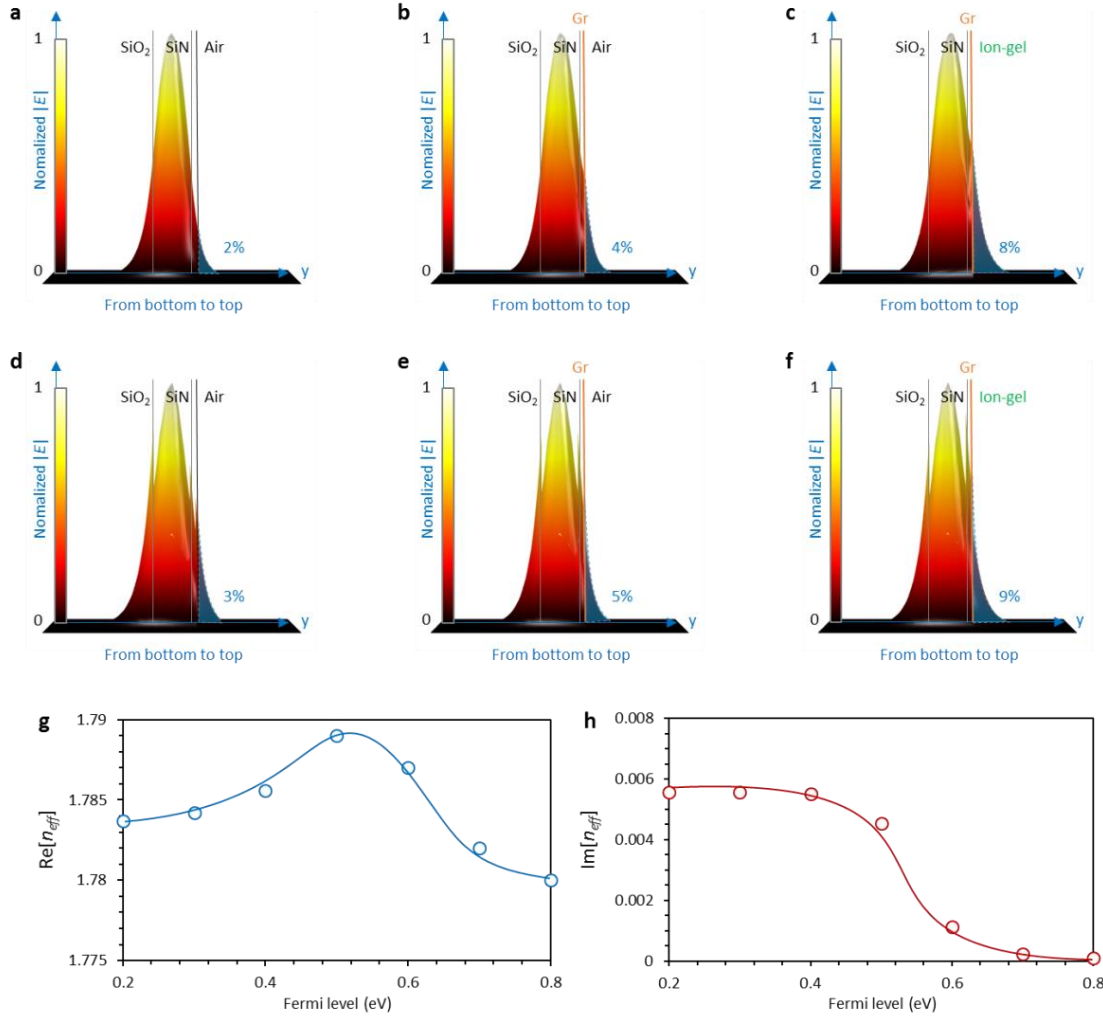 a
b
c
Gr
Gr
1
SiO₂ SiN Air
1
SiO₂ SiN Air
1
SiO₂ SiN Ion-gel
Nomalized |E|
Nomalized |E|
Nomalized |E|
2%
4%
8%
0
y
0
y
0
y
From bottom to top
From bottom to top
From bottom to top
d
e
f
Gr
Gr
1
SiO₂ SiN Air
1
SiO₂ SiN Air
1
SiO₂ SiN Ion-gel
Nomalized |E|
Nomalized |E|
Nomalized |E|
3%
5%
9%
0
y
0
y
0
y
From bottom to top
From bottom to top
From bottom to top
g
1.79
1.785
1.78
1.775
Re[n_eff]
0.2 0.4 0.6 0.8
Fermi level (eV)
h
0.008
0.006
0.004
0.002
0
Im[n_eff]
0.2 0.4 0.6 0.8
Fermi level (eV)